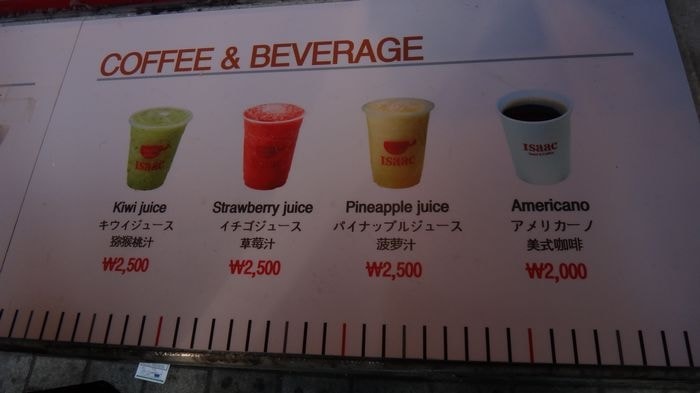 COFFEE & BEVERAGE
ISaac
ISaac
ISaac
Kiwi juice
キウイジュース
猕猴桃汁
₩2,500
Strawberry juice
イチゴジュース
草莓汁
₩2,500
Pineapple juice
パイナップルジュース
菠萝汁
₩2,500
Americano
アメリカーノ
美式咖啡
₩2,000